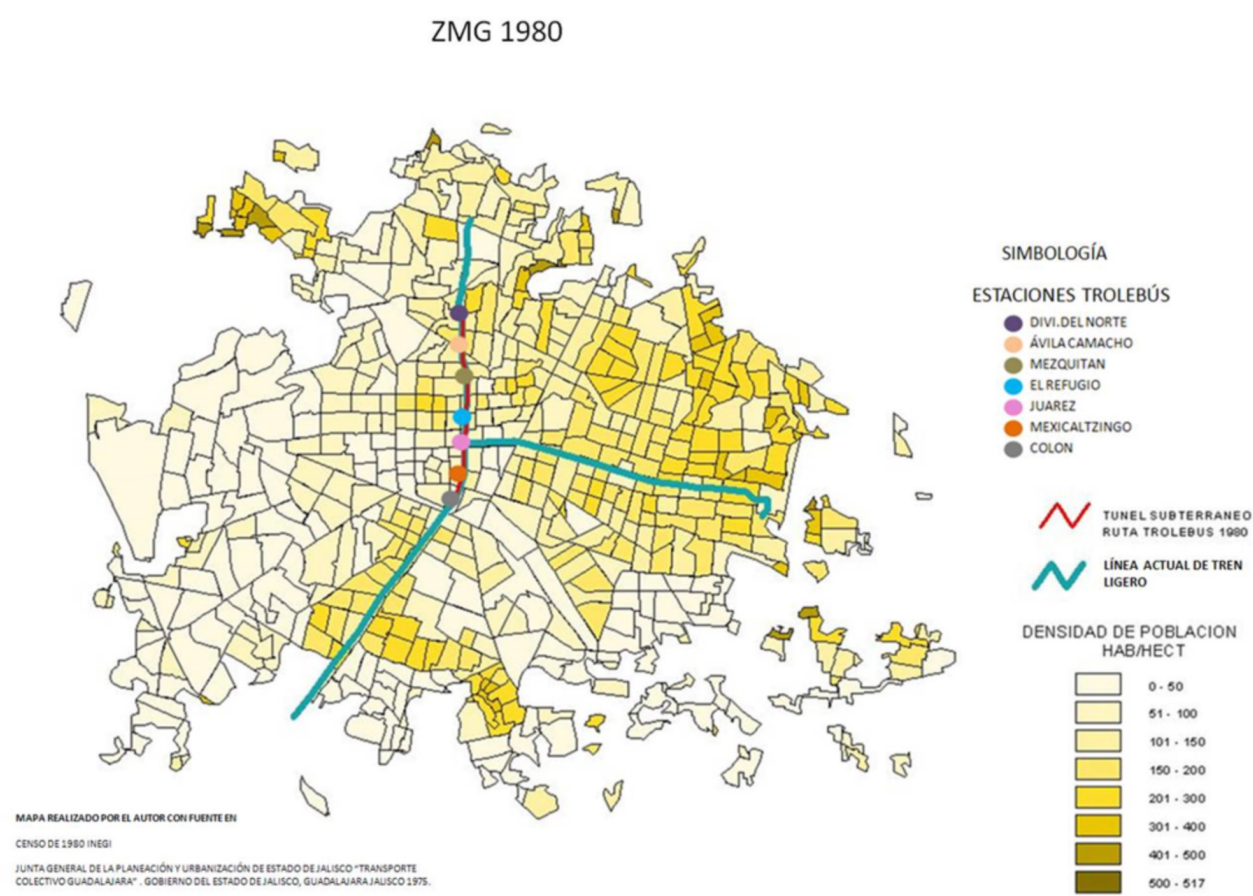 ZMG 1980
SIMBOLOGÍA
ESTACIONES TROLEBÚS
DIVI.DEL NORTE
ÁVILA CAMACHO
MEZQUITAN
EL REFUGIO
JUAREZ
MEXICALTZINGO
COLON
TUNEL SUBTERRANEO
RUTA TROLEBUS 1980
LÍNEA ACTUAL DE TREN
LIGERO
DENSIDAD DE POBLACION
HAB/HECT
0 - 50
51 - 100
101 - 150
150 - 200
201 - 300
301 - 400
401 - 500
500 - 517
MAPA REALIZADO POR EL AUTOR CON FUENTE EN
CENSO DE 1980 INEGI
JUNTA GENERAL DE LA PLANEACIÓN Y URBANIZACIÓN DE ESTADO DE JALISCO "TRANSPORTE
COLECTIVO GUADALAJARA" . GOBIERNO DEL ESTADO DE JALISCO, GUADALAJARA JALISCO 1975.